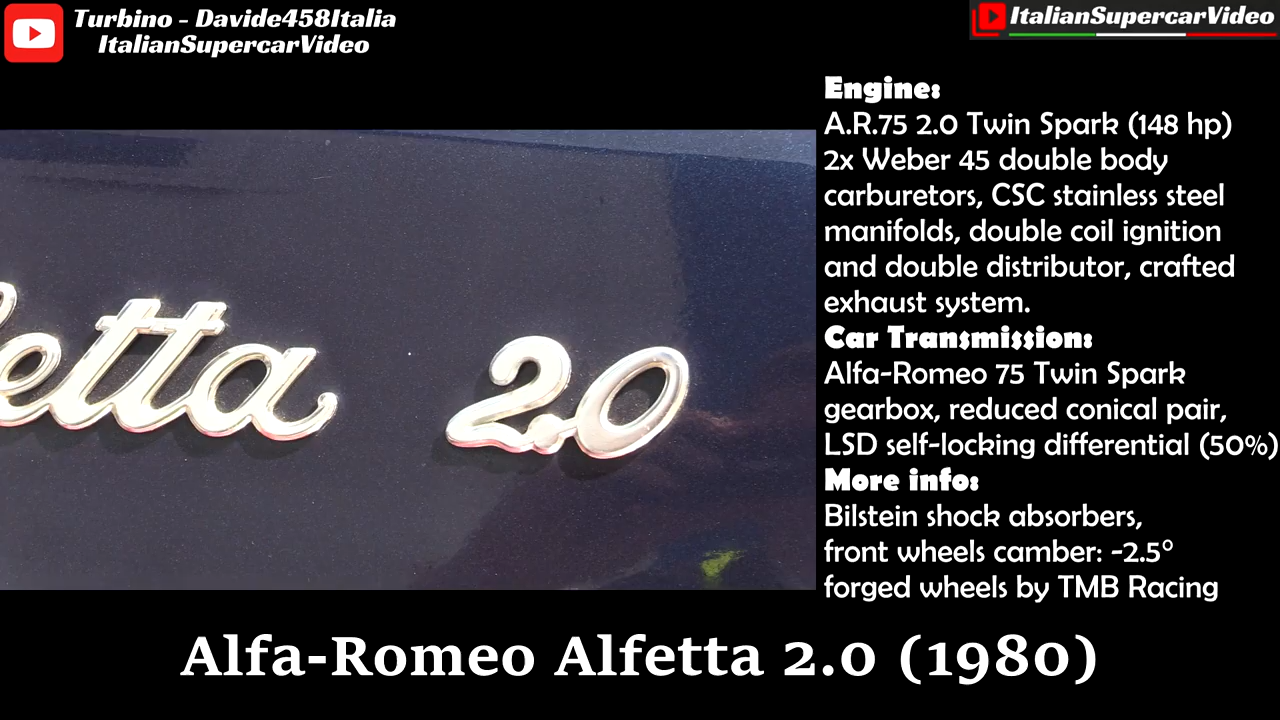 Turbino - Davide458Italia
ItalianSupercarVideo
ItalianSupercarVideo
Engine:
A.R.75 2.0 Twin Spark (148 hp)
2x Weber 45 double body
carburetors, CSC stainless steel
manifolds, double coil ignition
and double distributor, crafted
exhaust system.
Car Transmission:
Alfa-Romeo 75 Twin Spark
gearbox, reduced conical pair,
LSD self-locking differential (50%)
More info:
Bilstein shock absorbers,
front wheels camber: -2.5°
forged wheels by TMB Racing
etta 2.0
Alfa-Romeo Alfetta 2.0 (1980)